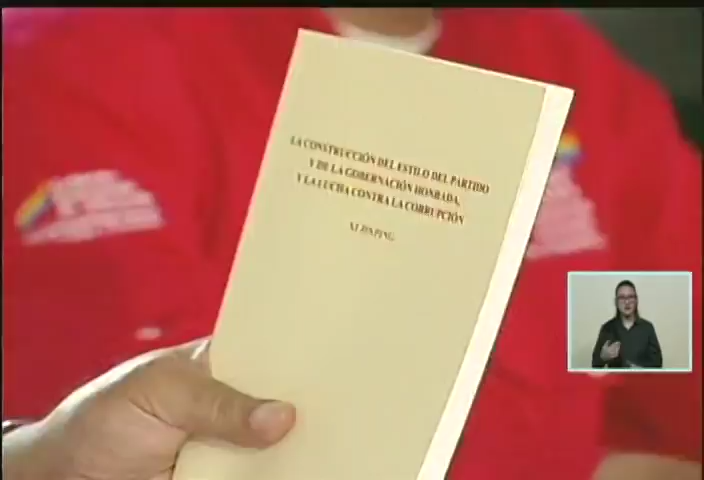 LA CONSTRUCCIÓN DEL ESTILO DEL PARTIDO
Y DE LA GOBERNACIÓN HONRADA,
Y LA LUCHA CONTRA LA CORRUPCIÓN
XI JINPING